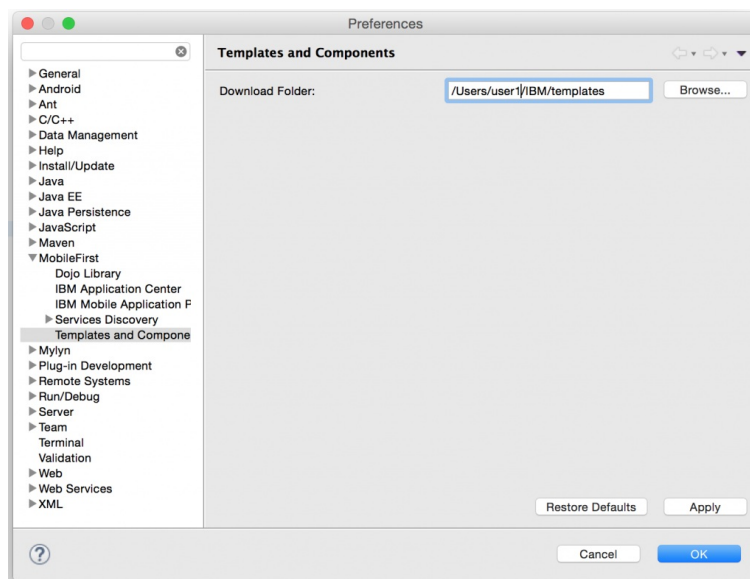 Preferences
Templates and Components
General
Android
Ant
C/C++
Data Management
Help
Install/Update
Java
Java EE
Java Persistence
JavaScript
Maven
MobileFirst
Dojo Library
IBM Application Center
IBM Mobile Application P
Services Discovery
Templates and Compone
Mylyn
Plug-in Development
Remote Systems
Run/Debug
Server
Team
Terminal
Validation
Web
Web Services
XML
Download Folder: /Users/user1/IBM/templates Browse...
Restore Defaults Apply
? Cancel OK